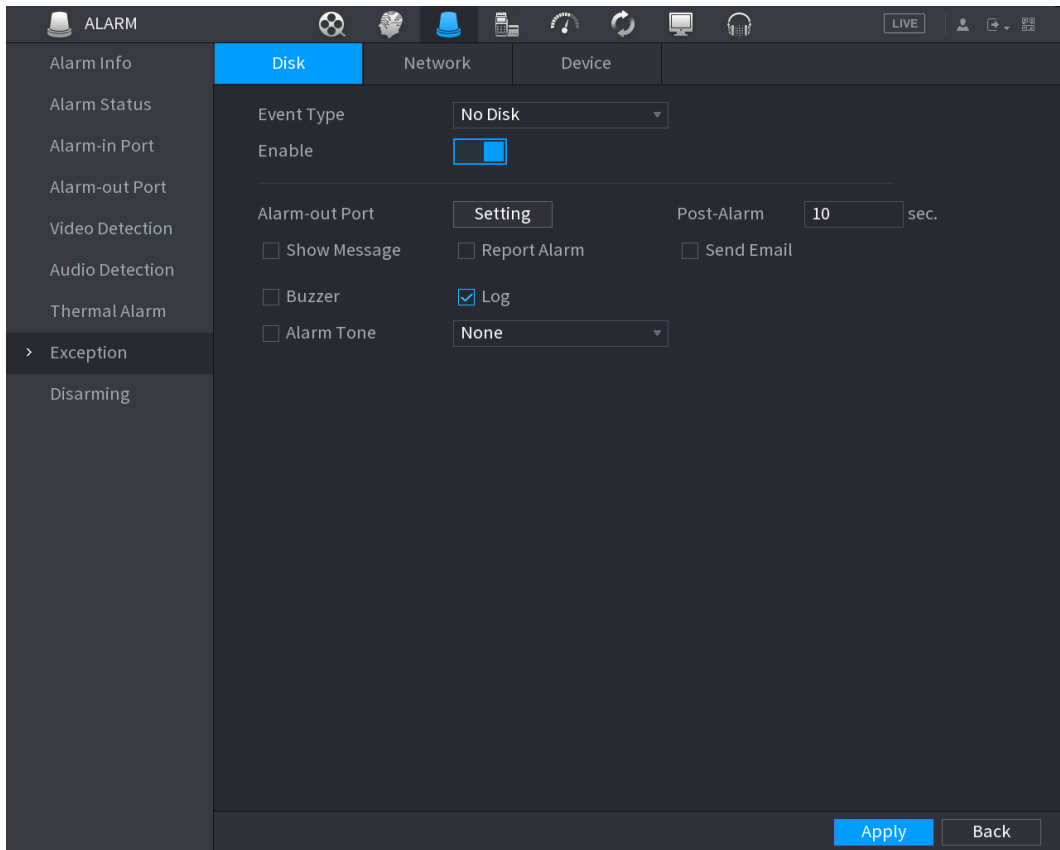 ALARM LIVE
Alarm Info
Alarm Status
Alarm-in Port
Alarm-out Port
Video Detection
Audio Detection
Thermal Alarm
> Exception
Disarming
Disk Network Device
Event Type No Disk
Enable
Alarm-out Port Setting Post-Alarm 10 sec.
Show Message Report Alarm Send Email
Buzzer Log
Alarm Tone None
Apply Back